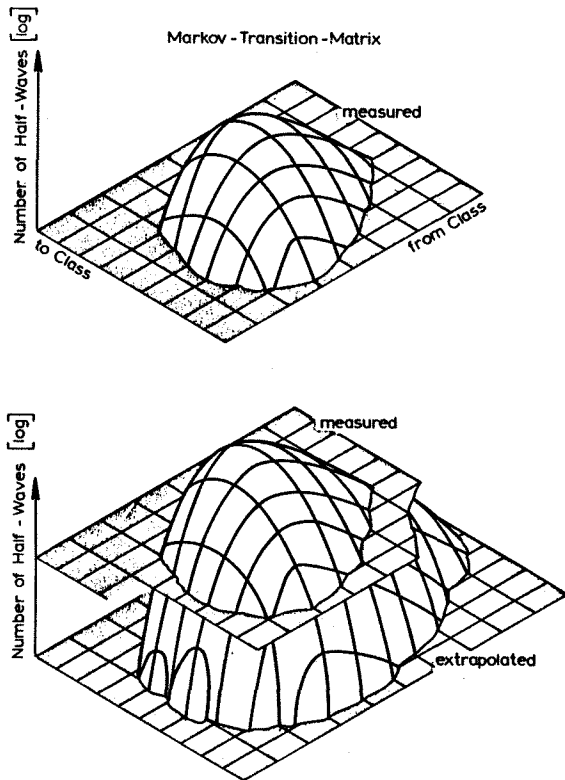 Markov-Transition-Matrix
Number of Half-Waves [log]
measured
to Class
from Class
Number of Half-Waves [log]
measured
extrapolated